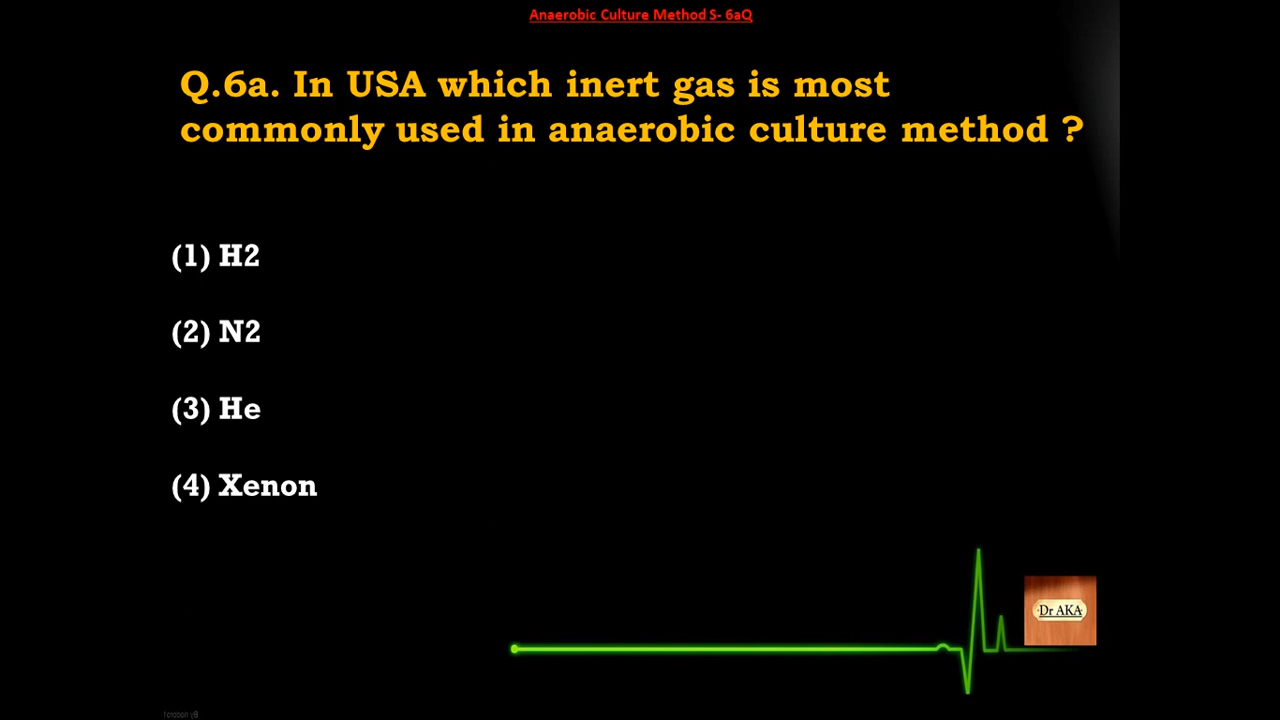 Anaerobic Culture Method S- 6aQ
Q.6a. In USA which inert gas is most
commonly used in anaerobic culture method ?
(1) H2
(2) N2
(3) He
(4) Xenon
Dr AKA